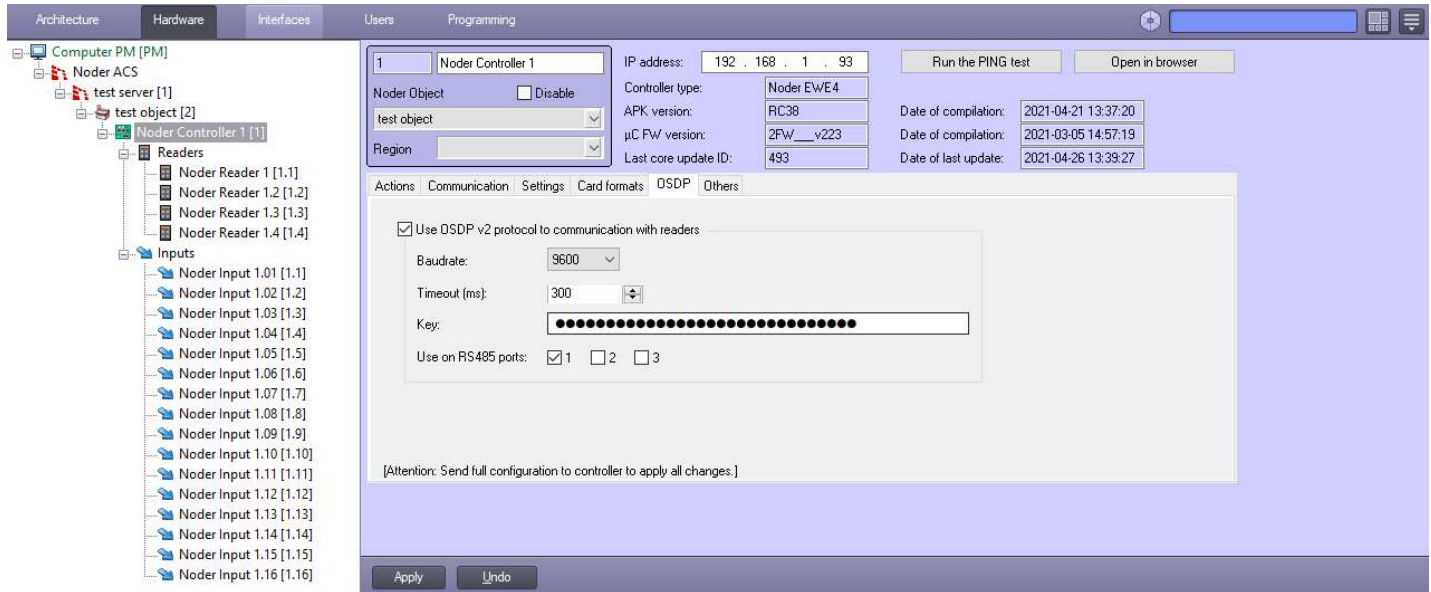 Architecture Hardware Interfaces Users Programming
Computer PM [PM]
Noder ACS
test server [1]
test object [2]
Noder Controller 1 [1]
Readers
Noder Reader 1 [1.1]
Noder Reader 1.2 [1.2]
Noder Reader 1.3 [1.3]
Noder Reader 1.4 [1.4]
Inputs
Noder Input 1.01 [1.1]
Noder Input 1.02 [1.2]
Noder Input 1.03 [1.3]
Noder Input 1.04 [1.4]
Noder Input 1.05 [1.5]
Noder Input 1.06 [1.6]
Noder Input 1.07 [1.7]
Noder Input 1.08 [1.8]
Noder Input 1.09 [1.9]
Noder Input 1.10 [1.10]
Noder Input 1.11 [1.11]
Noder Input 1.12 [1.12]
Noder Input 1.13 [1.13]
Noder Input 1.14 [1.14]
Noder Input 1.15 [1.15]
Noder Input 1.16 [1.16]
1 Noder Controller 1
Noder Object Disable
test object
Region
IP address: 192 . 168 . 1 . 93 Run the PING test Open in browser
Controller type: Noder EWE4
APK version: RC38 Date of compilation: 2021-04-21 13:37:20
µC FW version: 2FW___v223 Date of compilation: 2021-03-05 14:57:19
Last core update ID: 493 Date of last update: 2021-04-26 13:39:27
Actions Communication Settings Card formats OSDP Others
Use OSDP v2 protocol to communication with readers
Baudrate: 9600
Timeout (ms): 300
Key: ●●●●●●●●●●●●●●●●●●●●●●●●●●●●●●
Use on RS485 ports: 1 2 3
[Attention: Send full configuration to controller to apply all changes.]
Apply Undo